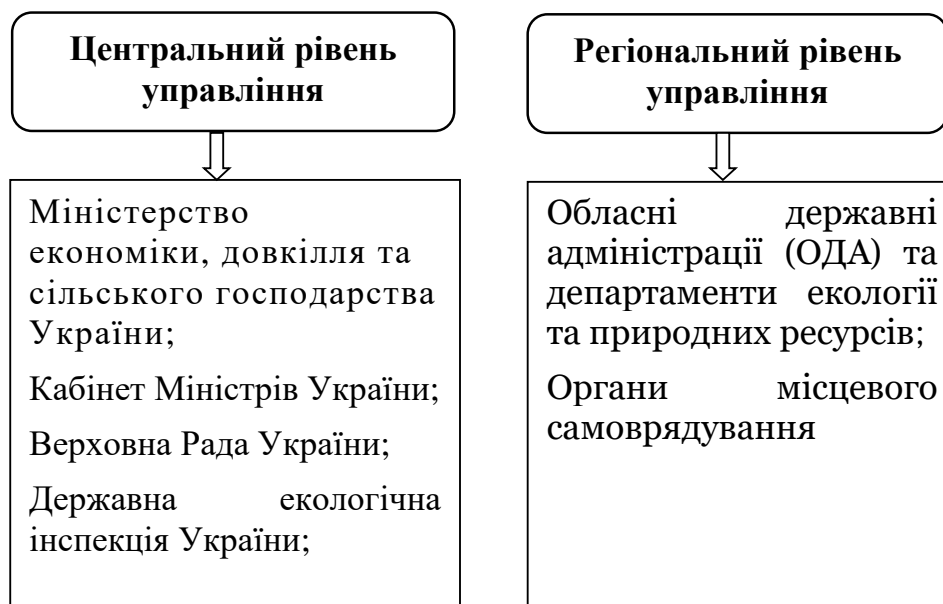 Центральний рівень
управління
Міністерство
економіки, довкілля та
сільського господарства
України;
Кабінет Міністрів України;
Верховна Рада України;
Державна екологічна
інспекція України;
Регіональний рівень
управління
Обласні державні
адміністрації (ОДА) та
департаменти екології
та природних ресурсів;
Органи місцевого
самоврядування